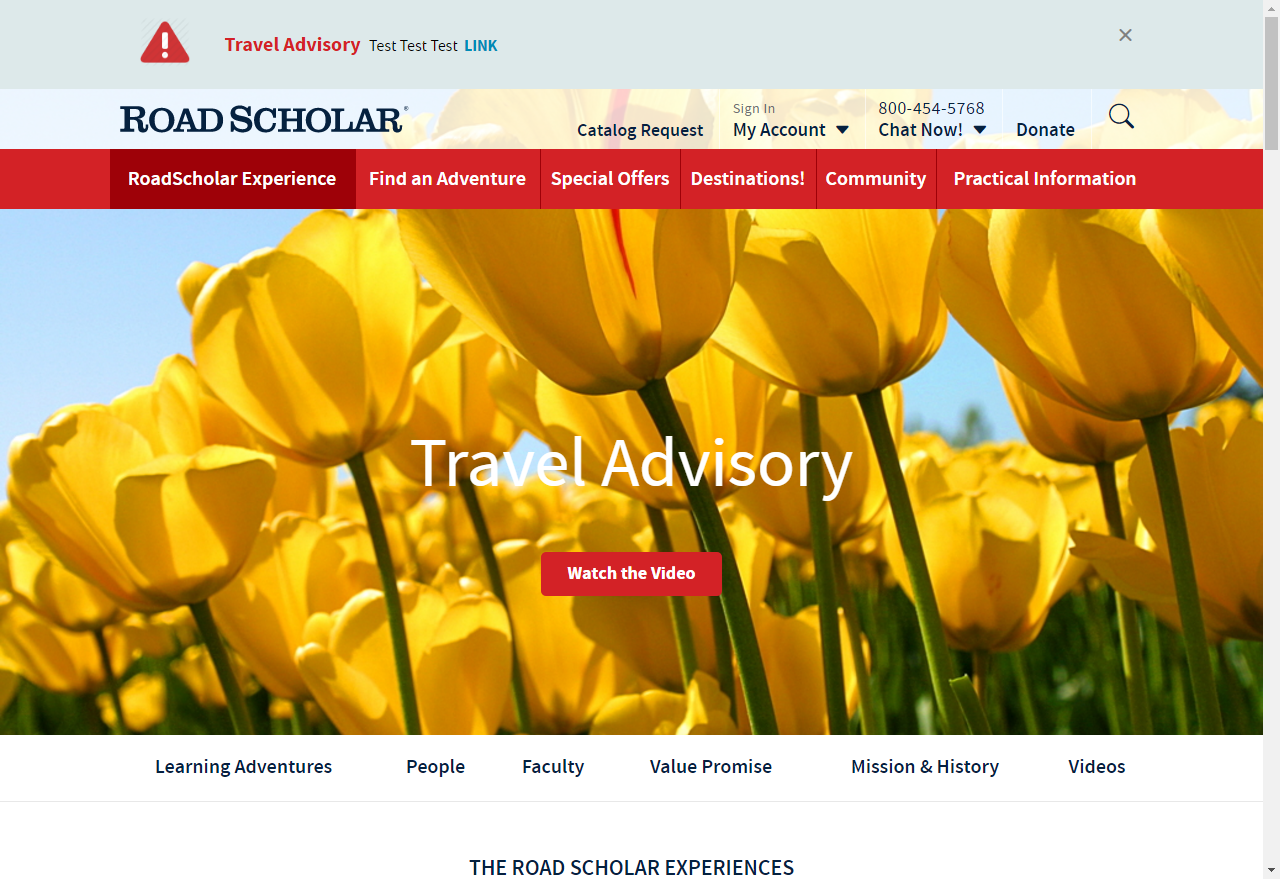 Travel Advisory Test Test Test LINK
ROAD SCHOLAR®
Sign In
800-454-5768
Catalog Request
My Account
Chat Now!
Donate
RoadScholar Experience
Find an Adventure
Special Offers
Destinations!
Community
Practical Information
Travel Advisory
Watch the Video
Learning Adventures
People
Faculty
Value Promise
Mission & History
Videos
THE ROAD SCHOLAR EXPERIENCES